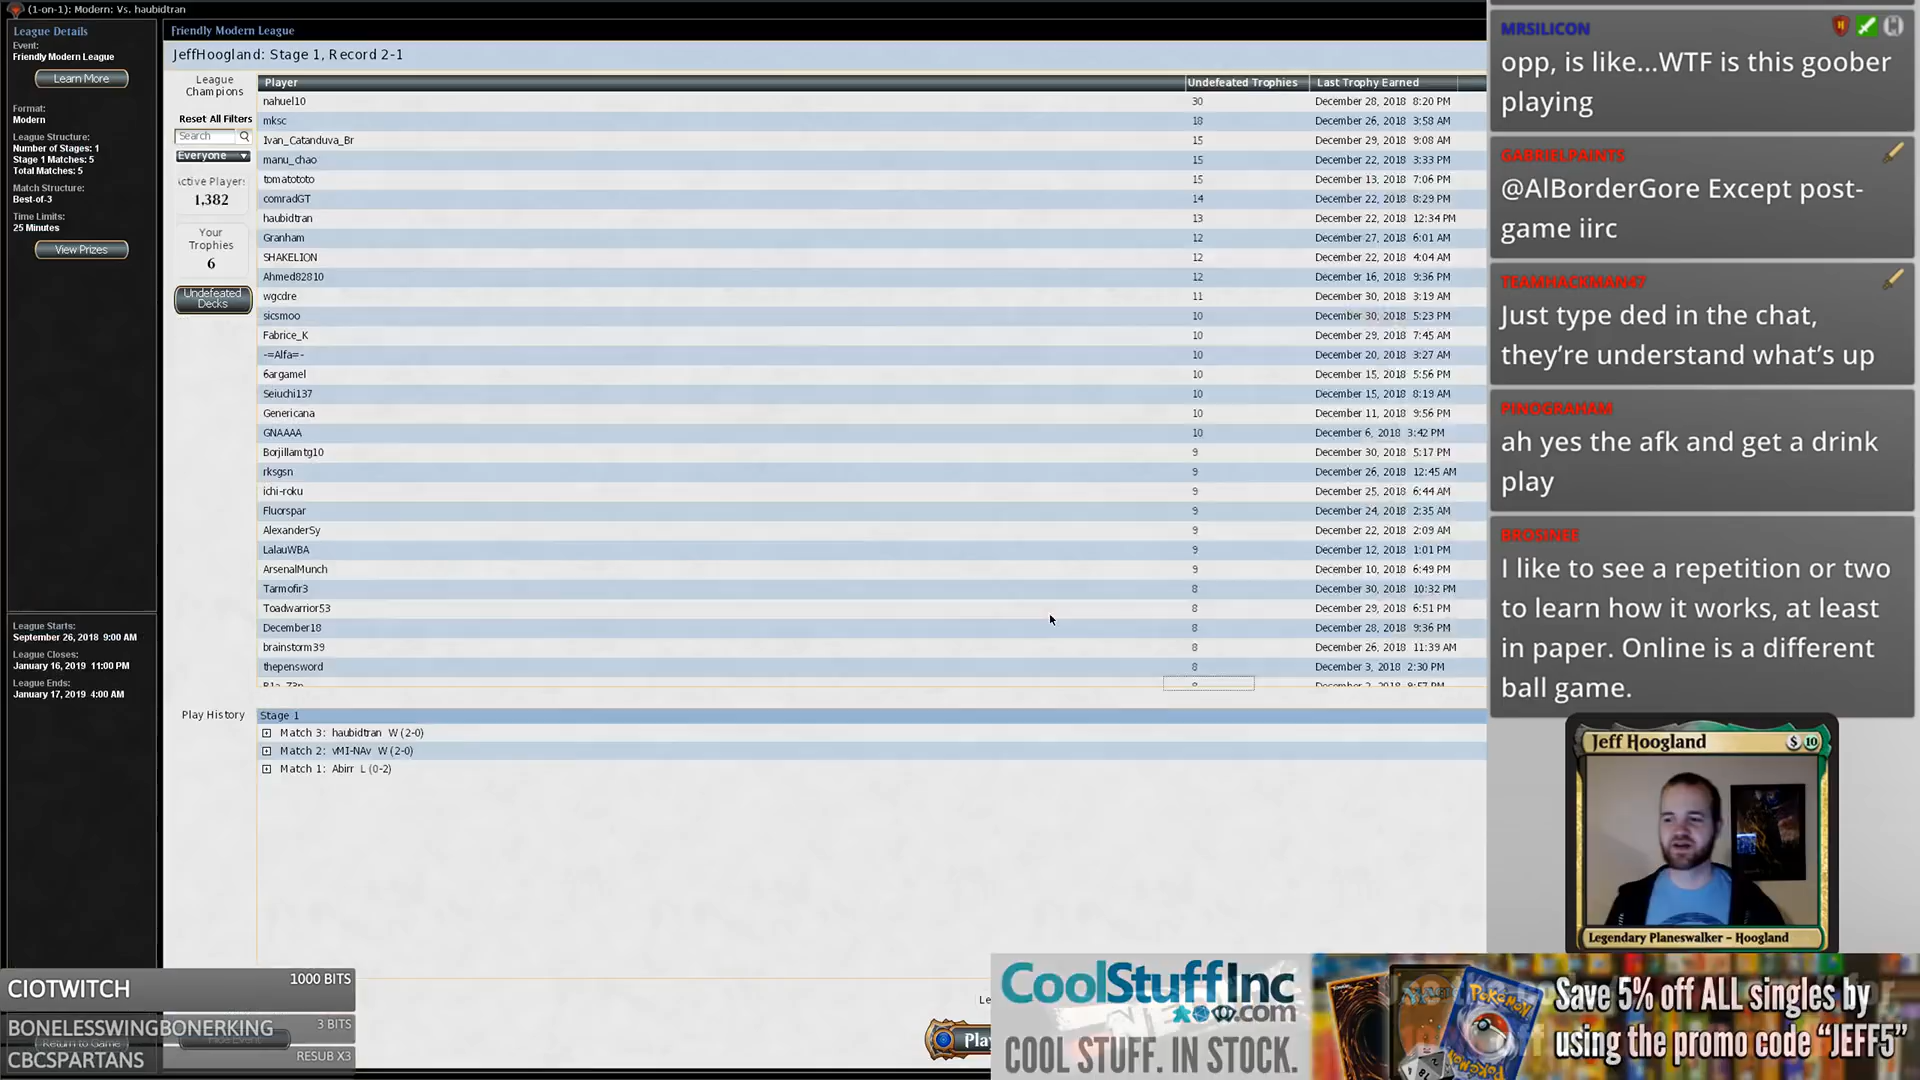 (1-on-1): Modern: Vs. haubidtran
League Details
Event:
Friendly Modern League
Learn More
Format:
Modern
League Structure:
Number of Stages: 1
Stage 1 Matches: 5
Total Matches: 5
Match Structure:
Best-of-3
Time Limits:
25 Minutes
View Prizes
League Starts:
September 26, 2018 9:00 AM
League Closes:
January 16, 2019 11:00 PM
League Ends:
January 17, 2019 4:00 AM
Friendly Modern League
JeffHoogland: Stage 1, Record 2-1
League
Champions
Reset All Filters
Search
Everyone
Active Players
1,382
Your
Trophies
6
Undefeated
Decks
Player Undefeated Trophies Last Trophy Earned
nahuel10 30 December 28, 2018 8:20 PM
mksc 18 December 26, 2018 3:58 AM
Ivan_Catanduva_Br 15 December 29, 2018 9:08 AM
manu_chao 15 December 22, 2018 3:33 PM
tomatototo 15 December 13, 2018 7:06 PM
comradGT 14 December 22, 2018 8:29 PM
haubidtran 13 December 22, 2018 12:34 PM
Granham 12 December 27, 2018 6:01 AM
SHAKELION 12 December 22, 2018 4:04 AM
Ahmed82810 12 December 16, 2018 9:36 PM
wgcdre 11 December 30, 2018 3:19 AM
sicsmoo 10 December 30, 2018 5:23 PM
Fabrice_K 10 December 29, 2018 7:45 AM
-=Alfa=- 10 December 20, 2018 3:27 AM
6argamel 10 December 15, 2018 5:56 PM
Seiuchi137 10 December 15, 2018 8:19 AM
Genericana 10 December 11, 2018 9:56 PM
GNAAAA 10 December 6, 2018 3:42 PM
Borjillamtg10 9 December 30, 2018 5:17 PM
rksgsn 9 December 26, 2018 12:45 AM
ichi-roku 9 December 25, 2018 6:44 AM
Fluorspar 9 December 24, 2018 2:35 AM
AlexanderSy 9 December 22, 2018 2:09 AM
LalauWBA 9 December 12, 2018 1:01 PM
ArsenalMunch 9 December 10, 2018 6:49 PM
Tarmofir3 8 December 30, 2018 10:32 PM
Toadwarrior53 8 December 29, 2018 6:51 PM
December18 8 December 28, 2018 9:36 PM
brainstorm39 8 December 26, 2018 11:39 AM
thepensword 8 December 3, 2018 2:30 PM
Play History
Stage 1
Match 3: haubidtran W (2-0)
Match 2: vMI-NAv W (2-0)
Match 1: Abirr L (0-2)
MRSILICON
opp, is like...WTF is this goober
playing
GABRIELPAINTS
@AlBorderGore Except post-
game iirc
TEAMHACKMAN47
Just type ded in the chat,
they're understand what's up
PINOGRAHAM
ah yes the afk and get a drink
play
BROSINEE
I like to see a repetition or two
to learn how it works, at least
in paper. Online is a different
ball game.
Jeff Hoogland $ 10
Legendary Planeswalker - Hoogland
CIOTWITCH 1000 BITS
BONELESSWINGBONERKING 3 BITS
CBCSPARTANS RESUB X3
CoolStuffInc
.com
COOL STUFF. IN STOCK.
Save 5% off ALL singles by
using the promo code "JEFF5"